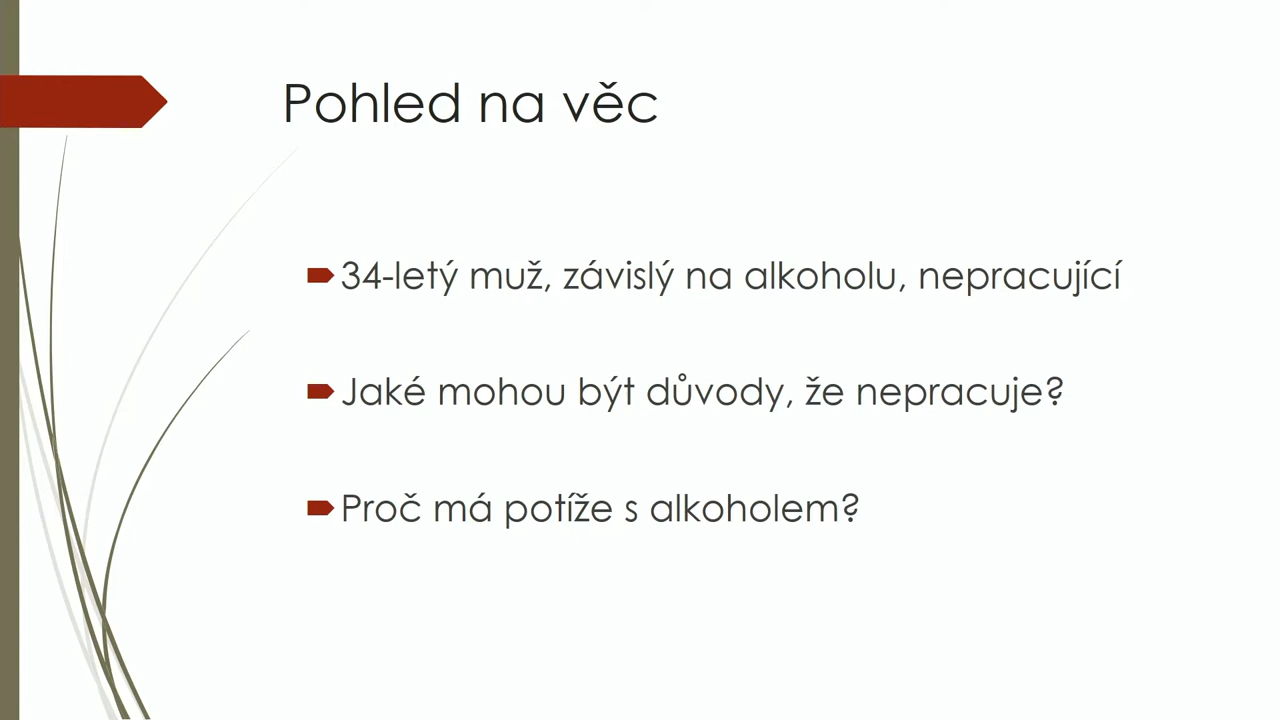 Pohled na věc
34-letý muž, závislý na alkoholu, nepracující
Jaké mohou být důvody, že nepracuje?
Proč má potíže s alkoholem?